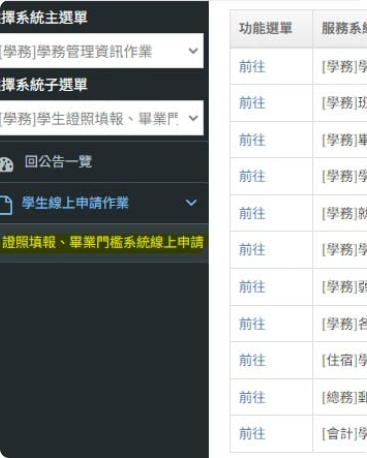 擇系統主選單
[學務]學務管理資訊作業
擇系統子選單
[學務]學生證照填報、畢業門
回公告一覽
學生線上申請作業
證照填報、畢業門檻系統線上申請
功能選單 服務系
前往 [學務]學
前往 [學務]班
前往 [學務]畢
前往 [學務]學
前往 [學務]就
前往 [學務]學
前往 [學務]弱
前往 [學務]各
前往 [住宿]學
前往 [總務]郵
前往 [會計]學